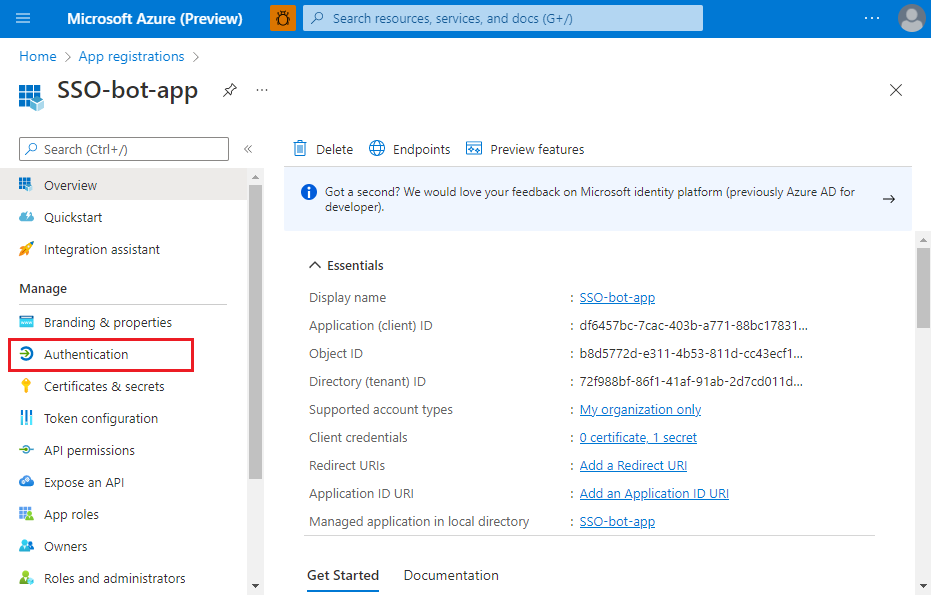 Microsoft Azure (Preview)
Search resources, services, and docs (G+/)
...
Home > App registrations >
SSO-bot-app
...
Search (Ctrl+/)
«
Overview
Quickstart
Integration assistant
Manage
Branding & properties
Authentication
Certificates & secrets
Token configuration
API permissions
Expose an API
App roles
Owners
Roles and administrators
Delete
Endpoints
Preview features
Got a second? We would love your feedback on Microsoft identity platform (previously Azure AD for
developer).
Essentials
Display name : SSO-bot-app
Application (client) ID : df6457bc-7cac-403b-a771-88bc17831...
Object ID : b8d5772d-e311-4b53-811d-cc43ecf1...
Directory (tenant) ID : 72f988bf-86f1-41af-91ab-2d7cd011d...
Supported account types : My organization only
Client credentials : 0 certificate, 1 secret
Redirect URIs : Add a Redirect URI
Application ID URI : Add an Application ID URI
Managed application in local directory : SSO-bot-app
Get Started
Documentation